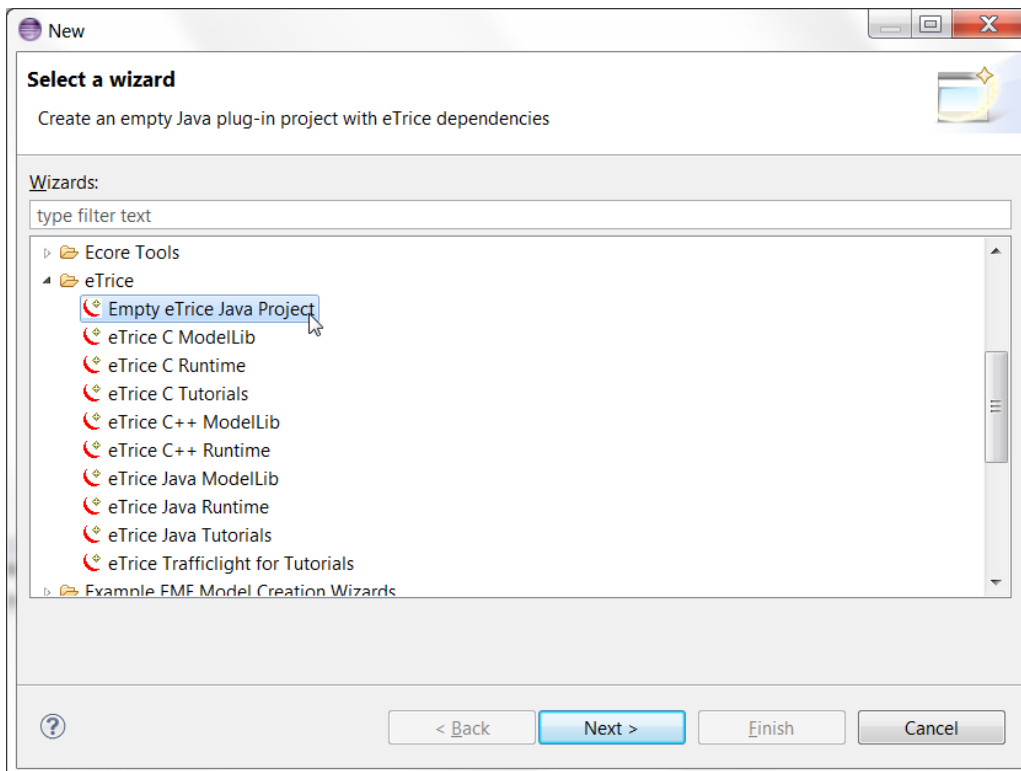 New
Select a wizard
Create an empty Java plug-in project with eTrice dependencies
Wizards:
type filter text
Ecore Tools
eTrice
Empty eTrice Java Project
eTrice C ModelLib
eTrice C Runtime
eTrice C Tutorials
eTrice C++ ModelLib
eTrice C++ Runtime
eTrice Java ModelLib
eTrice Java Runtime
eTrice Java Tutorials
eTrice Trafficlight for Tutorials
Example EMF Model Creation Wizards
< Back Next > Finish Cancel